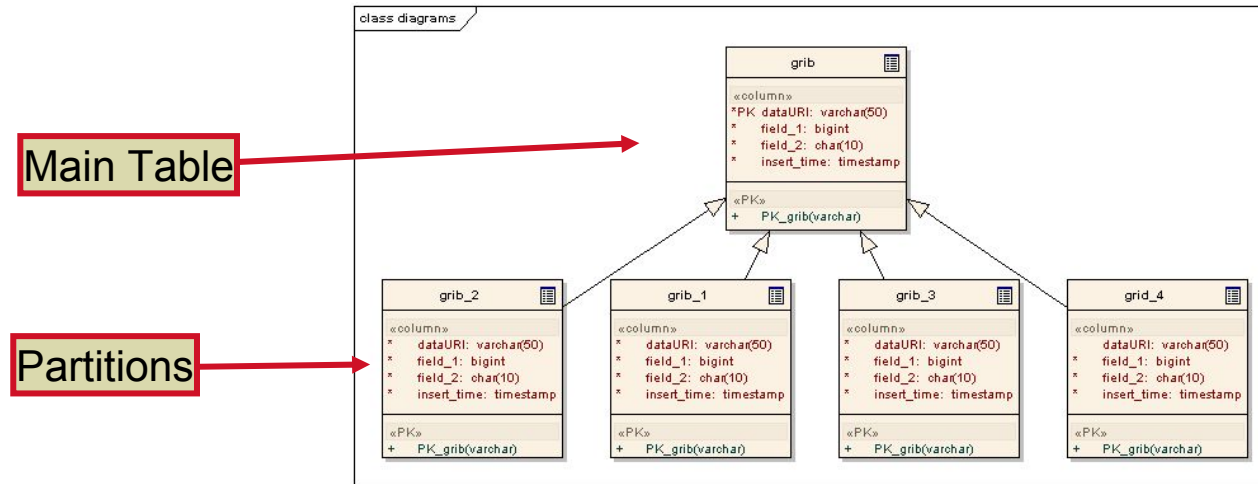 class diagrams
Main Table
grib
«column»
*PK dataURI: varchar(50)
* field_1: bigint
* field_2: char(10)
* insert_time: timestamp
«PK»
+ PK_grib(varchar)
Partitions
grib_2
«column»
* dataURI: varchar(50)
* field_1: bigint
* field_2: char(10)
* insert_time: timestamp
«PK»
+ PK_grib(varchar)
grib_1
«column»
* dataURI: varchar(50)
* field_1: bigint
* field_2: char(10)
* insert_time: timestamp
«PK»
+ PK_grib(varchar)
grib_3
«column»
* dataURI: varchar(50)
* field_1: bigint
* field_2: char(10)
* insert_time: timestamp
«PK»
+ PK_grib(varchar)
grid_4
«column»
dataURI: varchar(50)
* field_1: bigint
* field_2: char(10)
* insert_time: timestamp
«PK»
+ PK_grib(varchar)